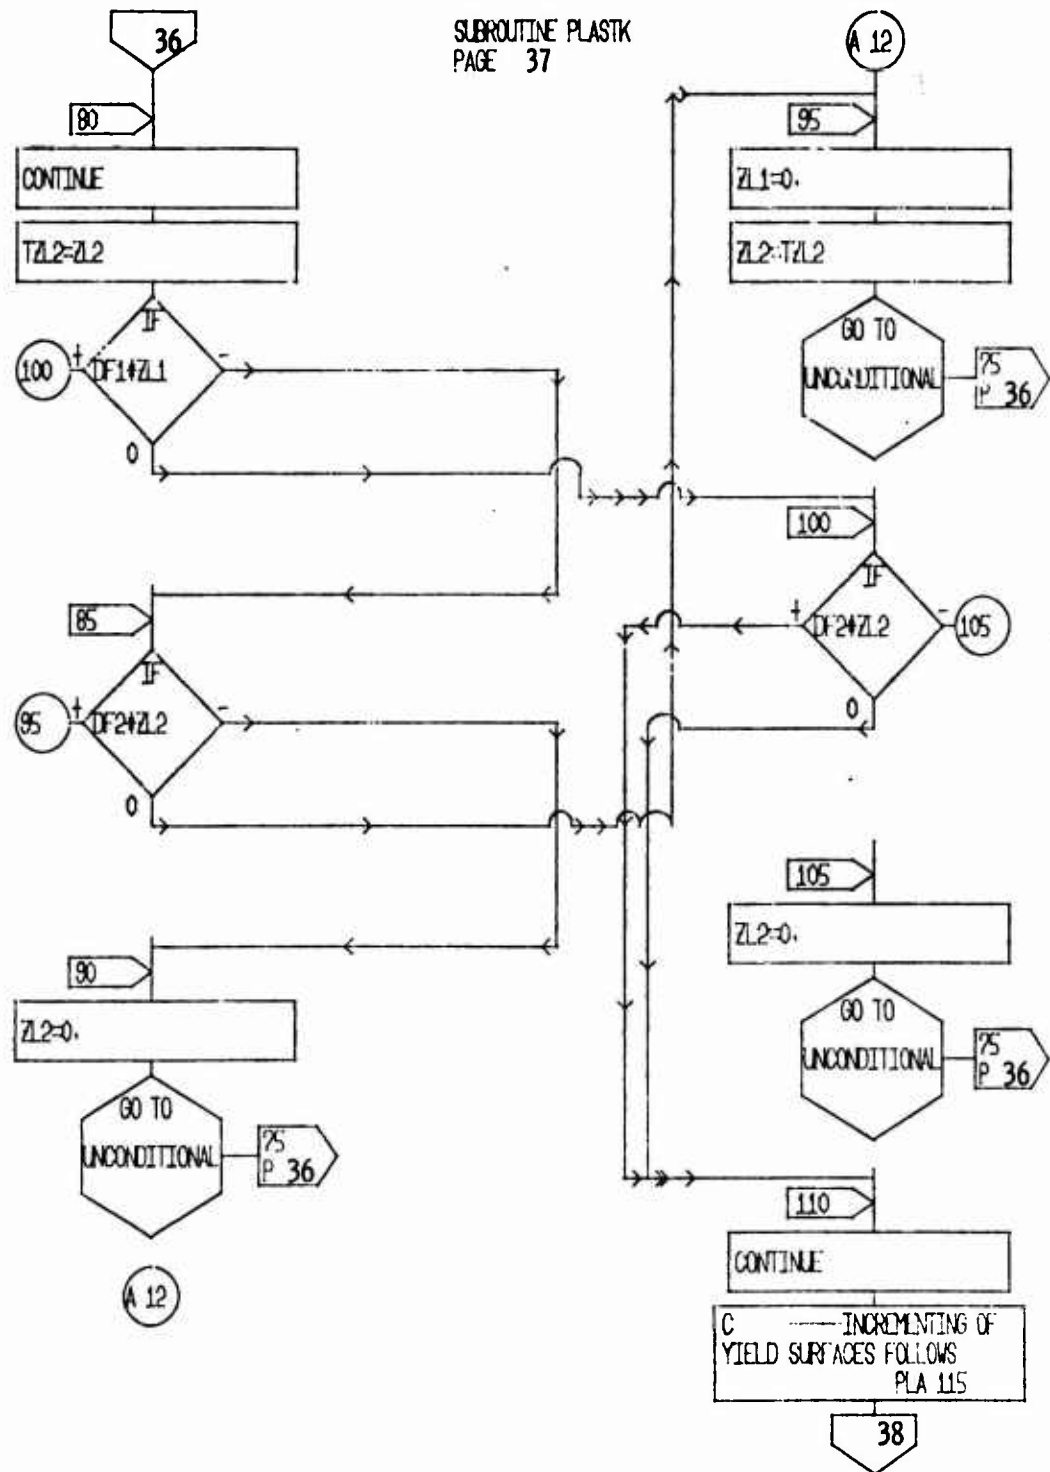 36
SUBROUTINE PLASTK
PAGE 37
80
CONTINUE
TZL2=ZL2
IF
100
+
DF1*ZL1
-
0
85
IF
95
+
DF2*ZL2
-
0
90
ZL2=0.
GO TO
UNCONDITIONAL
75
P 36
A 12
A 12
95
ZL1=0.
ZL2=TZL2
GO TO
UNCONDITIONAL
75
P 36
100
IF
+
DF2*ZL2
-
105
0
105
ZL2=0.
GO TO
UNCONDITIONAL
75
P 36
110
CONTINUE
C -----INCREMENTING OF
YIELD SURFACES FOLLOWS
PLA 115
38